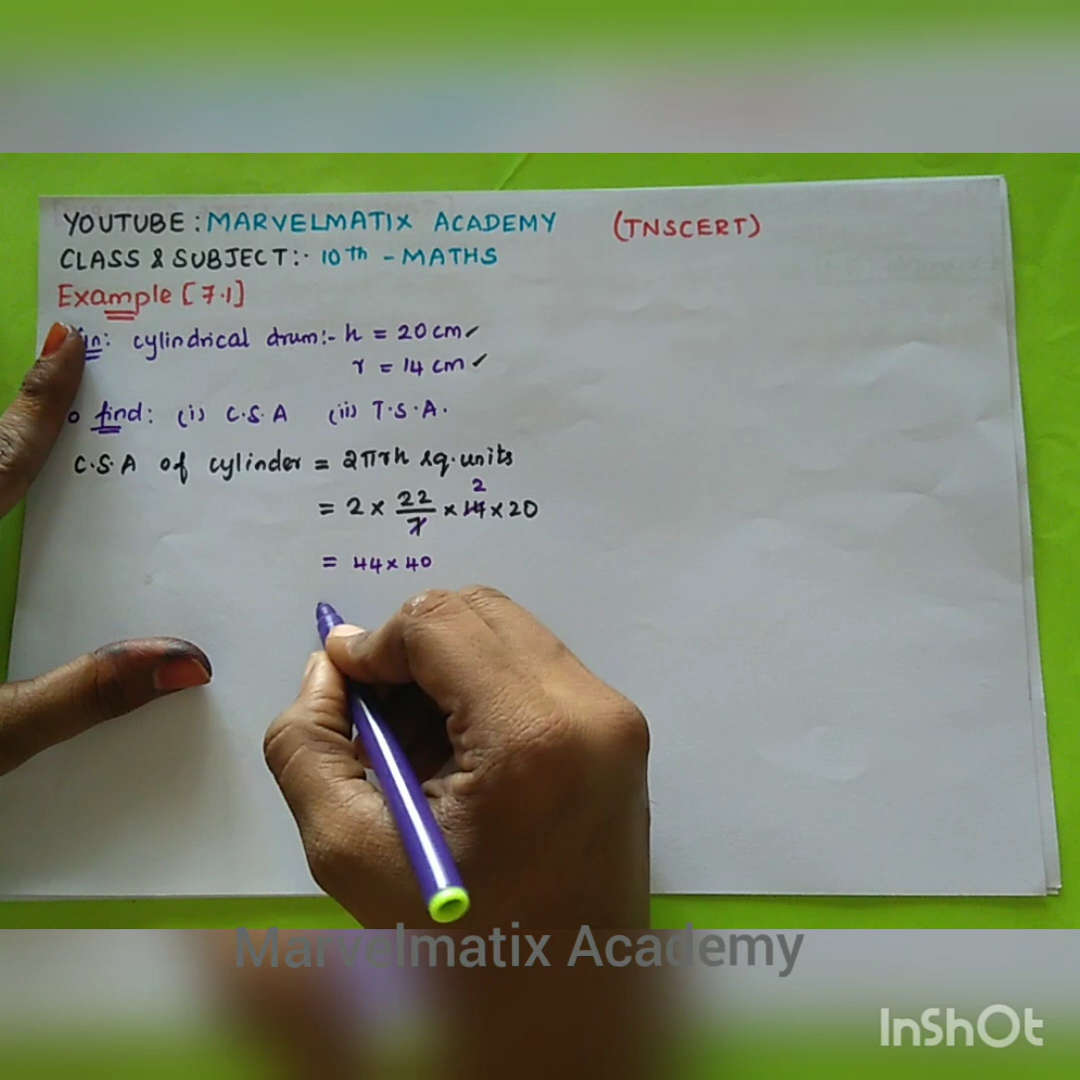 YOUTUBE: MARVELMATIX ACADEMY (TNSCERT)
CLASS & SUBJECT:- 10th - MATHS
Example [7.1]
cylindrical drum:- h = 20 cm ✓
r = 14 cm ✓
find: (i) C.S.A (ii) T.S.A.
C.S.A of cylinder = 2πrh sq.units
= 2 × 22/7 × 14 × 20
2
= 44 × 40
Marvelmatix Academy
InShOt